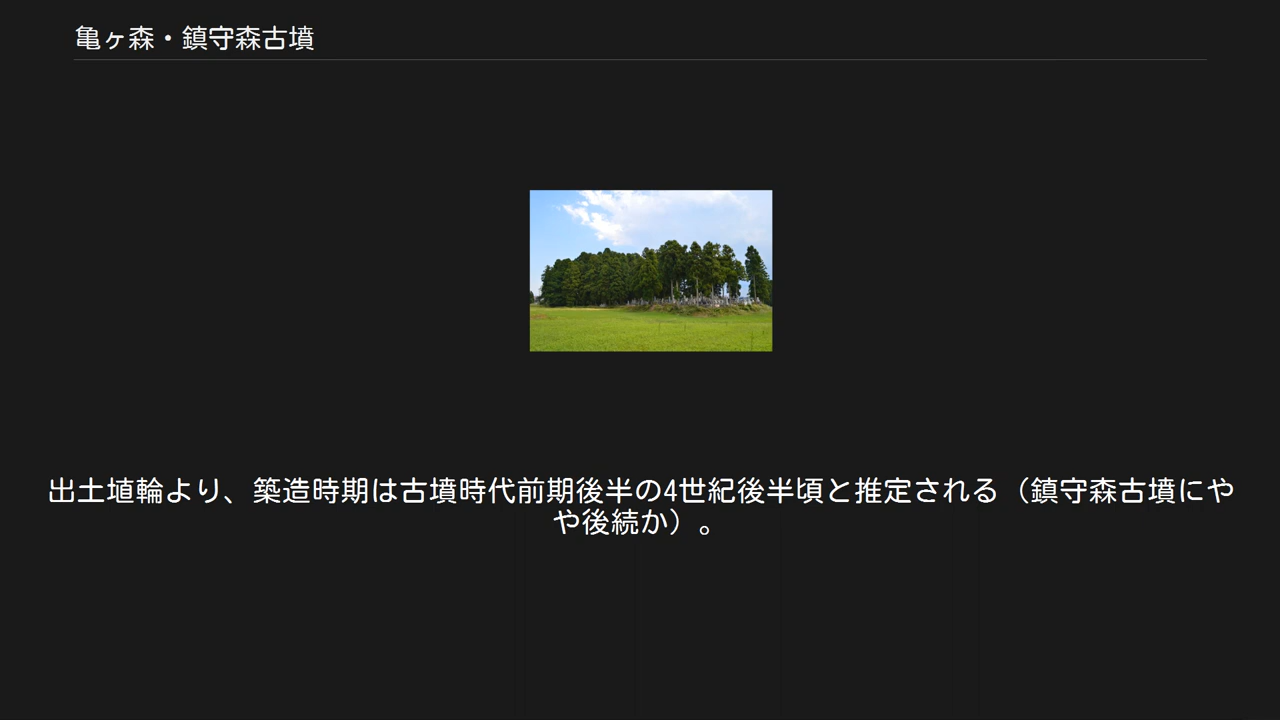 亀ヶ森・鎮守森古墳
出土埴輪より、築造時期は古墳時代前期後半の4世紀後半頃と推定される（鎮守森古墳にや
や後続か）。